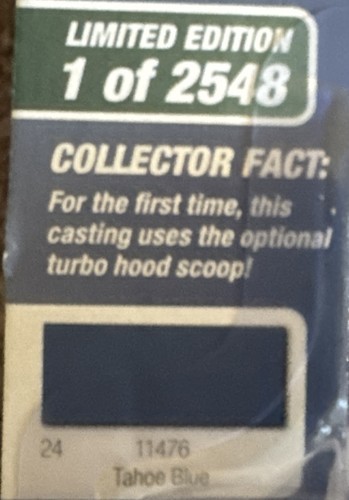 LIMITED EDITION
1 of 2548
COLLECTOR FACT:
For the first time, this
casting uses the optional
turbo hood scoop!
24 11476
Tahoe Blue